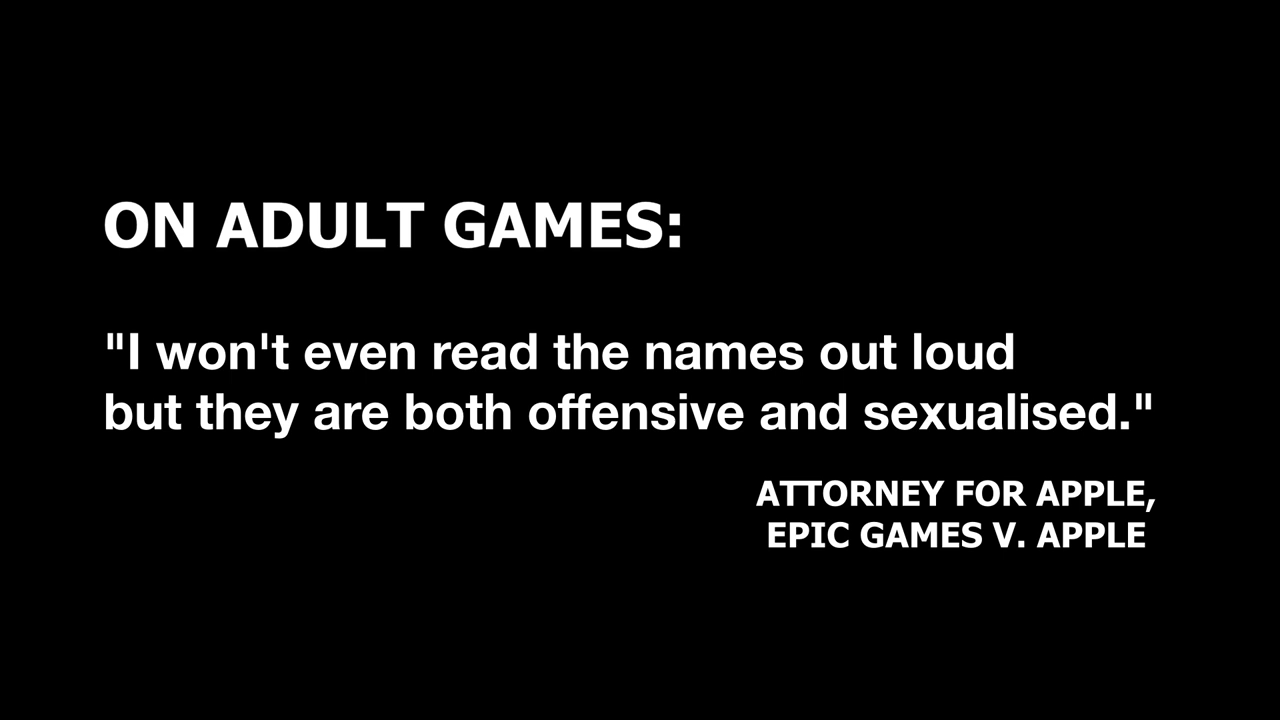 ON ADULT GAMES:
"I won't even read the names out loud
but they are both offensive and sexualised."
ATTORNEY FOR APPLE,
EPIC GAMES V. APPLE